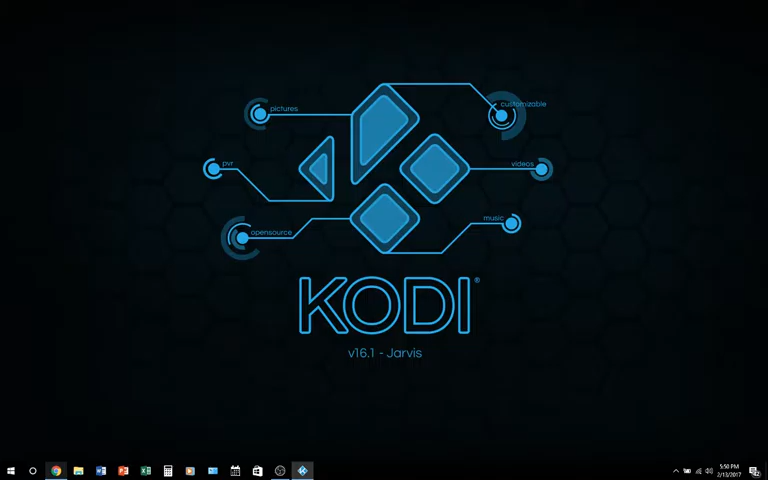 pictures
customizable
pvr
videos
opensource
music
KODI®
v16.1 - Jarvis
5:50 PM
2/13/2017